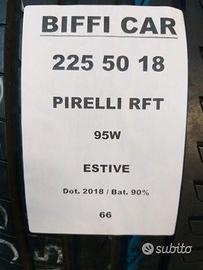 BIFFI CAR
225 50 18
PIRELLI RFT
95W
ESTIVE
Dot. 2018 / Bat. 90%
66
subito